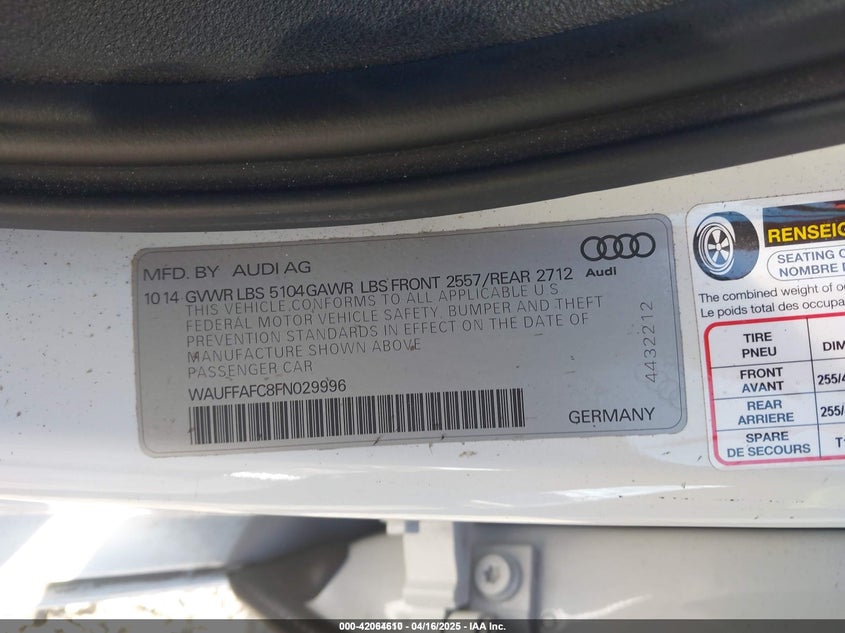 MFD. BY AUDI AG
Audi
10 14 GVWR LBS 5104 GAWR LBS FRONT 2557/REAR 2712
THIS VEHICLE CONFORMS TO ALL APPLICABLE U S
FEDERAL MOTOR VEHICLE SAFETY, BUMPER AND THEFT
PREVENTION STANDARDS IN EFFECT ON THE DATE OF
MANUFACTURE SHOWN ABOVE
PASSENGER CAR
WAUFFAFC8FN029996
GERMANY
4432212
SEATING
NOMBRE
The combined weight of
Le poids total des
TIRE
PNEU
FRONT
AVANT
REAR
ARRIERE
SPARE
DE SECOURS
000-42064610 - 04/16/2025 - IAA Inc.